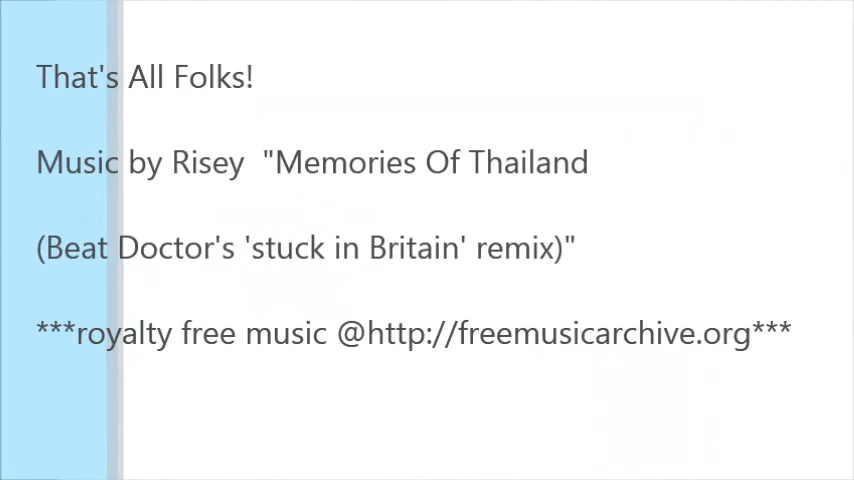 That's All Folks!
Music by Risey  "Memories Of Thailand
(Beat Doctor's 'stuck in Britain' remix)"
***royalty free music @http://freemusicarchive.org***